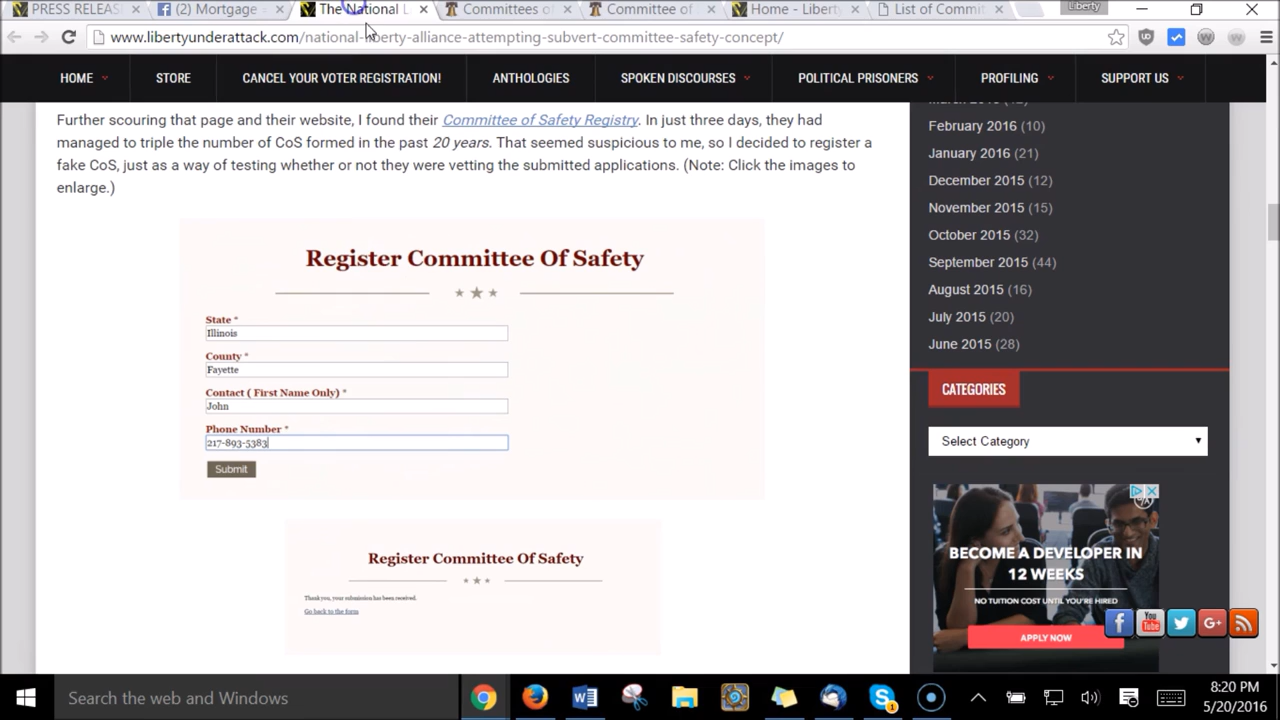 PRESS RELEAS
(2) Mortgage
The National L
Committees of
Committee of
Home - Libert
List of Commit
Liberty
www.libertyunderattack.com/national-liberty-alliance-attempting-subvert-committee-safety-concept/
HOME
STORE
CANCEL YOUR VOTER REGISTRATION!
ANTHOLOGIES
SPOKEN DISCOURSES
POLITICAL PRISONERS
PROFILING
SUPPORT US
Further scouring that page and their website, I found their Committee of Safety Registry. In just three days, they had
managed to triple the number of CoS formed in the past 20 years. That seemed suspicious to me, so I decided to register a
fake CoS, just as a way of testing whether or not they were vetting the submitted applications. (Note: Click the images to
enlarge.)
Register Committee Of Safety
State *
Illinois
County *
Fayette
Contact ( First Name Only) *
John
Phone Number *
217-893-5383
Submit
Register Committee Of Safety
Thank you, your submission has been received.
Go back to the form
February 2016 (10)
January 2016 (21)
December 2015 (12)
November 2015 (15)
October 2015 (32)
September 2015 (44)
August 2015 (16)
July 2015 (20)
June 2015 (28)
CATEGORIES
Select Category
BECOME A DEVELOPER IN
12 WEEKS
NO TUITION COST UNTIL YOU'RE HIRED
APPLY NOW
Search the web and Windows
8:20 PM
5/20/2016